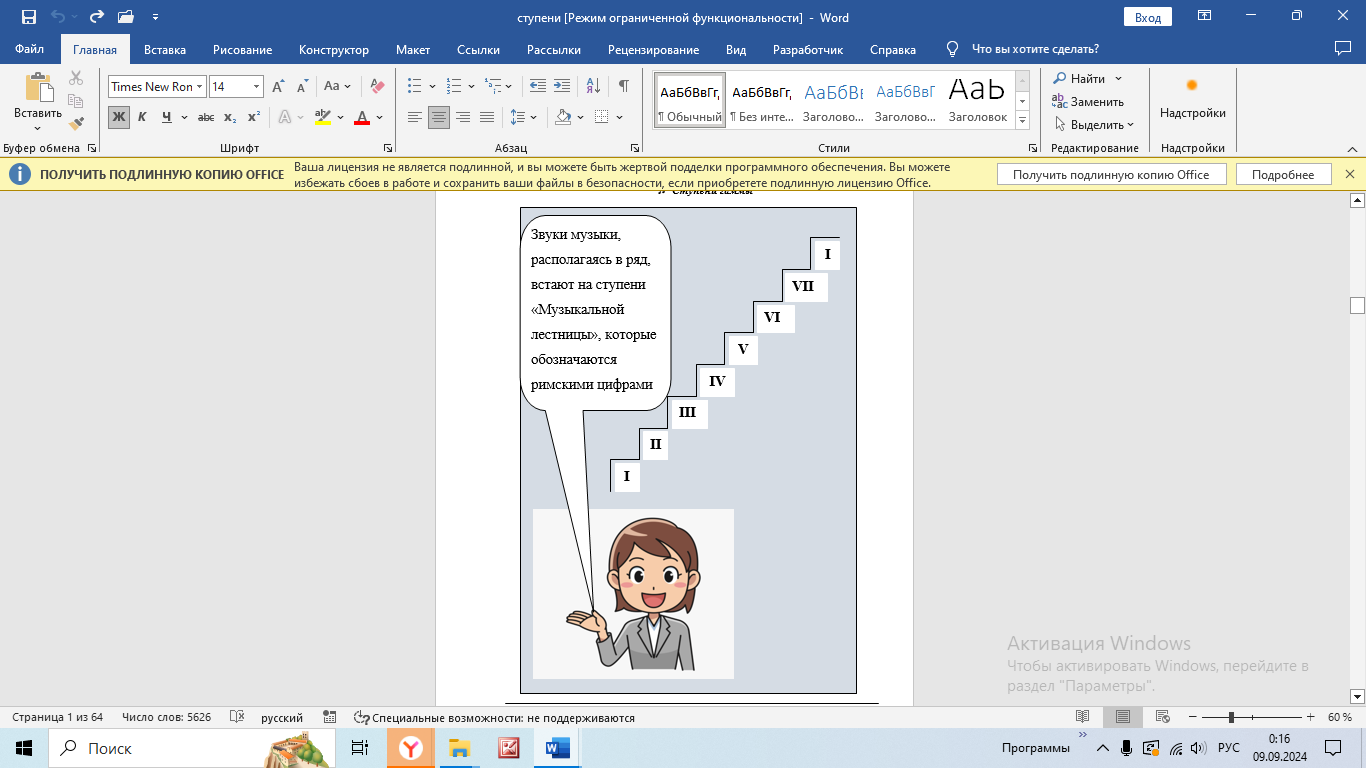 ступени [Режим ограниченной функциональности] - Word
Вход
Файл Главная Вставка Рисование Конструктор Макет Ссылки Рассылки Рецензирование Вид Разработчик Справка Что вы хотите сделать?
Times New Ron 14 Aa
Вставить
Ж К Ч abc x₂ x² A ab A
АаБбВвГг, АаБбВвГг, АаБбВı АаБбВвГ АаЬ
¶ Обычный ¶ Без инте... Заголово... Заголово... Заголовок
Найти
Заменить
Выделить
Надстройки
Буфер обмена Шрифт Абзац Стили Редактирование Надстройки
ПОЛУЧИТЬ ПОДЛИННУЮ КОПИЮ OFFICE
Ваша лицензия не является подлинной, и вы можете быть жертвой подделки программного обеспечения. Вы можете
избежать сбоев в работе и сохранить ваши файлы в безопасности, если приобретете подлинную лицензию Office.
Получить подлинную копию Office
Подробнее
Звуки музыки,
располагаясь в ряд,
встают на ступени
«Музыкальной
лестницы», которые
обозначаются
римскими цифрами
I
VII
VI
V
IV
III
II
I
Активация Windows
Чтобы активировать Windows, перейдите в
раздел "Параметры".
Страница 1 из 64 Число слов: 5626 русский Специальные возможности: не поддерживаются 60 %
Поиск
Программы
РУС
0:16
09.09.2024